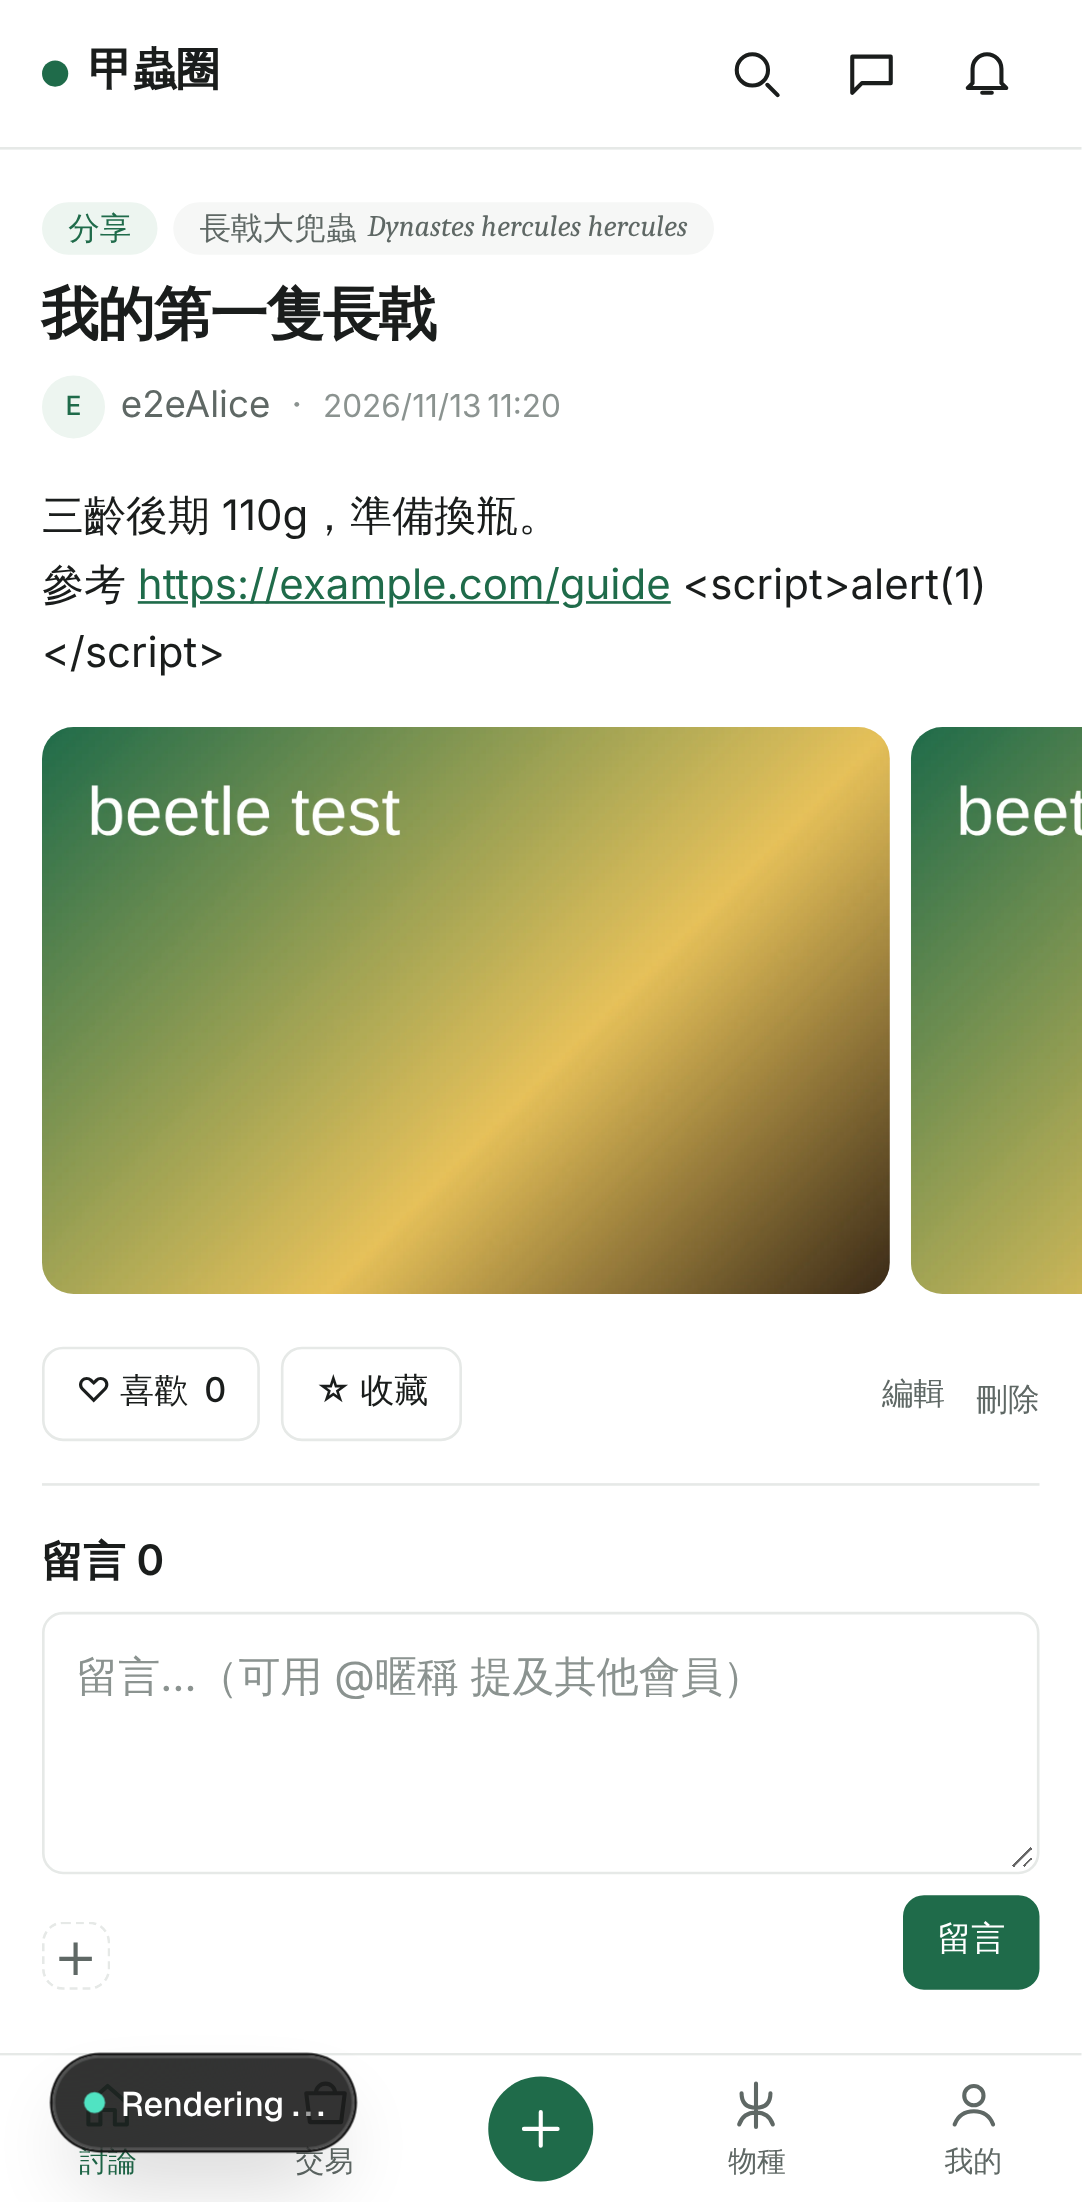 甲蟲圈
分享 長戟大兜蟲 Dynastes hercules hercules
我的第一隻長戟
E e2eAlice · 2026/11/13 11:20
三齡後期 110g，準備換瓶。
參考 https://example.com/guide <script>alert(1)
</script>
beetle test
beet
♡ 喜歡 0 ☆ 收藏 編輯 刪除
留言 0
留言...（可用 @暱稱 提及其他會員）
留言
Rendering ...
討論 交易 物種 我的